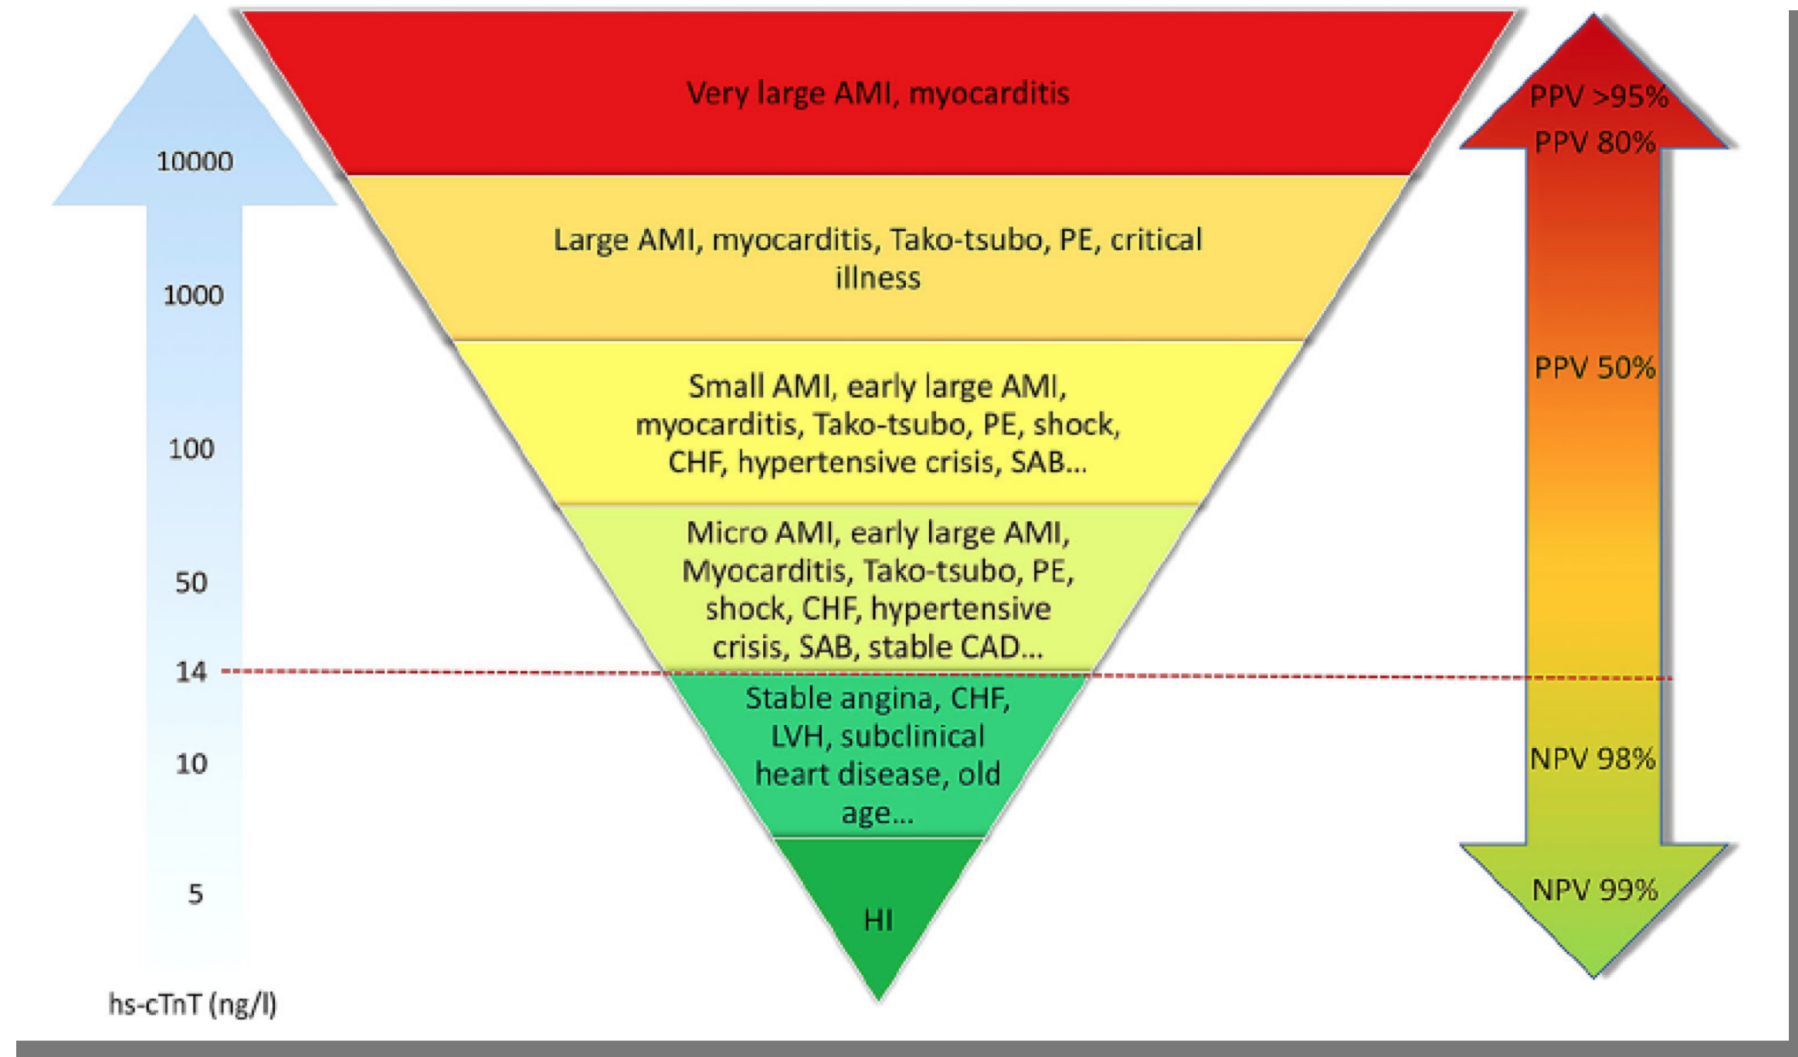 10000
1000
100
50
14
10
5
hs-cTnT (ng/l)
Very large AMI, myocarditis
Large AMI, myocarditis, Tako-tsubo, PE, critical
illness
Small AMI, early large AMI,
myocarditis, Tako-tsubo, PE, shock,
CHF, hypertensive crisis, SAB...
Micro AMI, early large AMI,
Myocarditis, Tako-tsubo, PE,
shock, CHF, hypertensive
crisis, SAB, stable CAD...
Stable angina, CHF,
LVH, subclinical
heart disease, old
age...
HI
PPV >95%
PPV 80%
PPV 50%
NPV 98%
NPV 99%